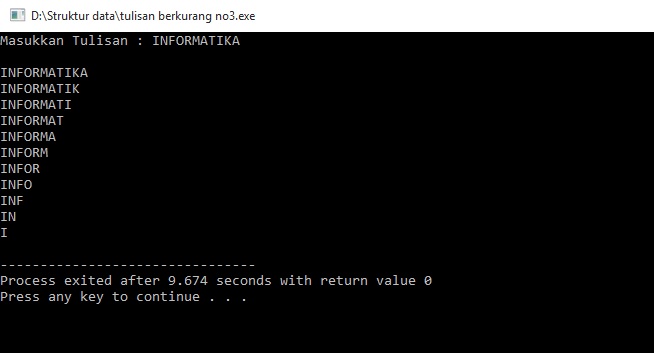 D:\Struktur data\tulisan berkurang no3.exe
Masukkan Tulisan : INFORMATIKA
INFORMATIKA
INFORMATIK
INFORMATI
INFORMAT
INFORMA
INFORM
INFOR
INFO
INF
IN
I
--------------------------------
Process exited after 9.674 seconds with return value 0
Press any key to continue . . .